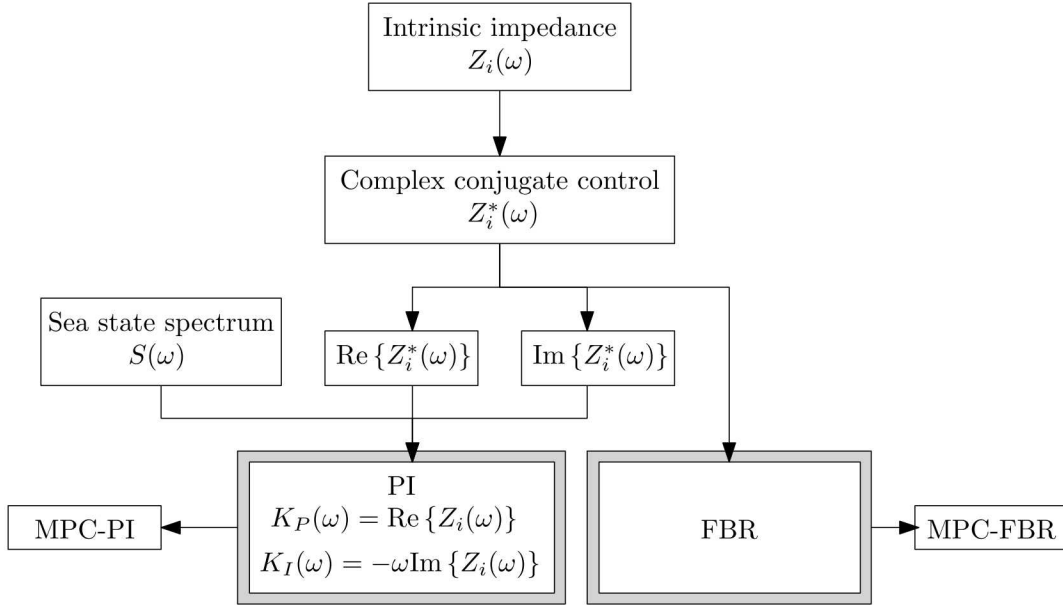 Intrinsic impedance
Z_i(ω)
Complex conjugate control
Z_i^*(ω)
Sea state spectrum
S(ω)
Re {Z_i^*(ω)}
Im {Z_i^*(ω)}
PI
K_P(ω) = Re {Z_i(ω)}
K_I(ω) = −ωIm {Z_i(ω)}
FBR
MPC-PI
MPC-FBR